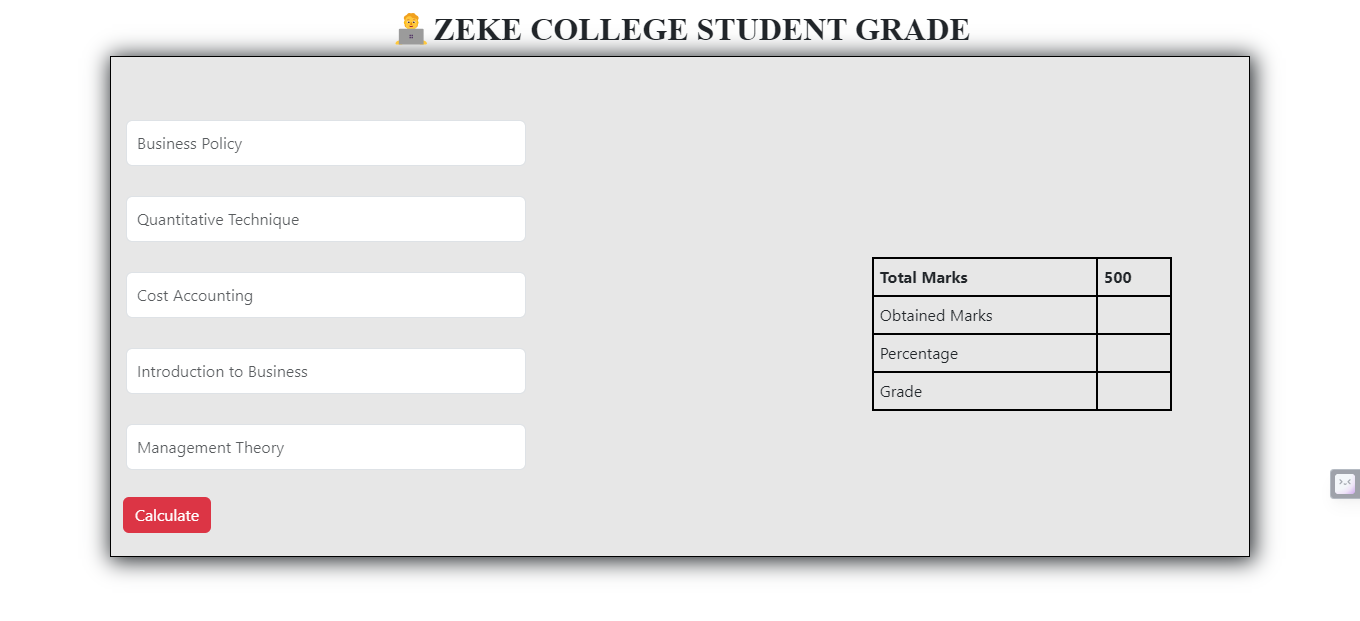 ZEKE COLLEGE STUDENT GRADE
Business Policy
Quantitative Technique
Cost Accounting
Introduction to Business
Management Theory
Calculate
Total Marks 500
Obtained Marks
Percentage
Grade